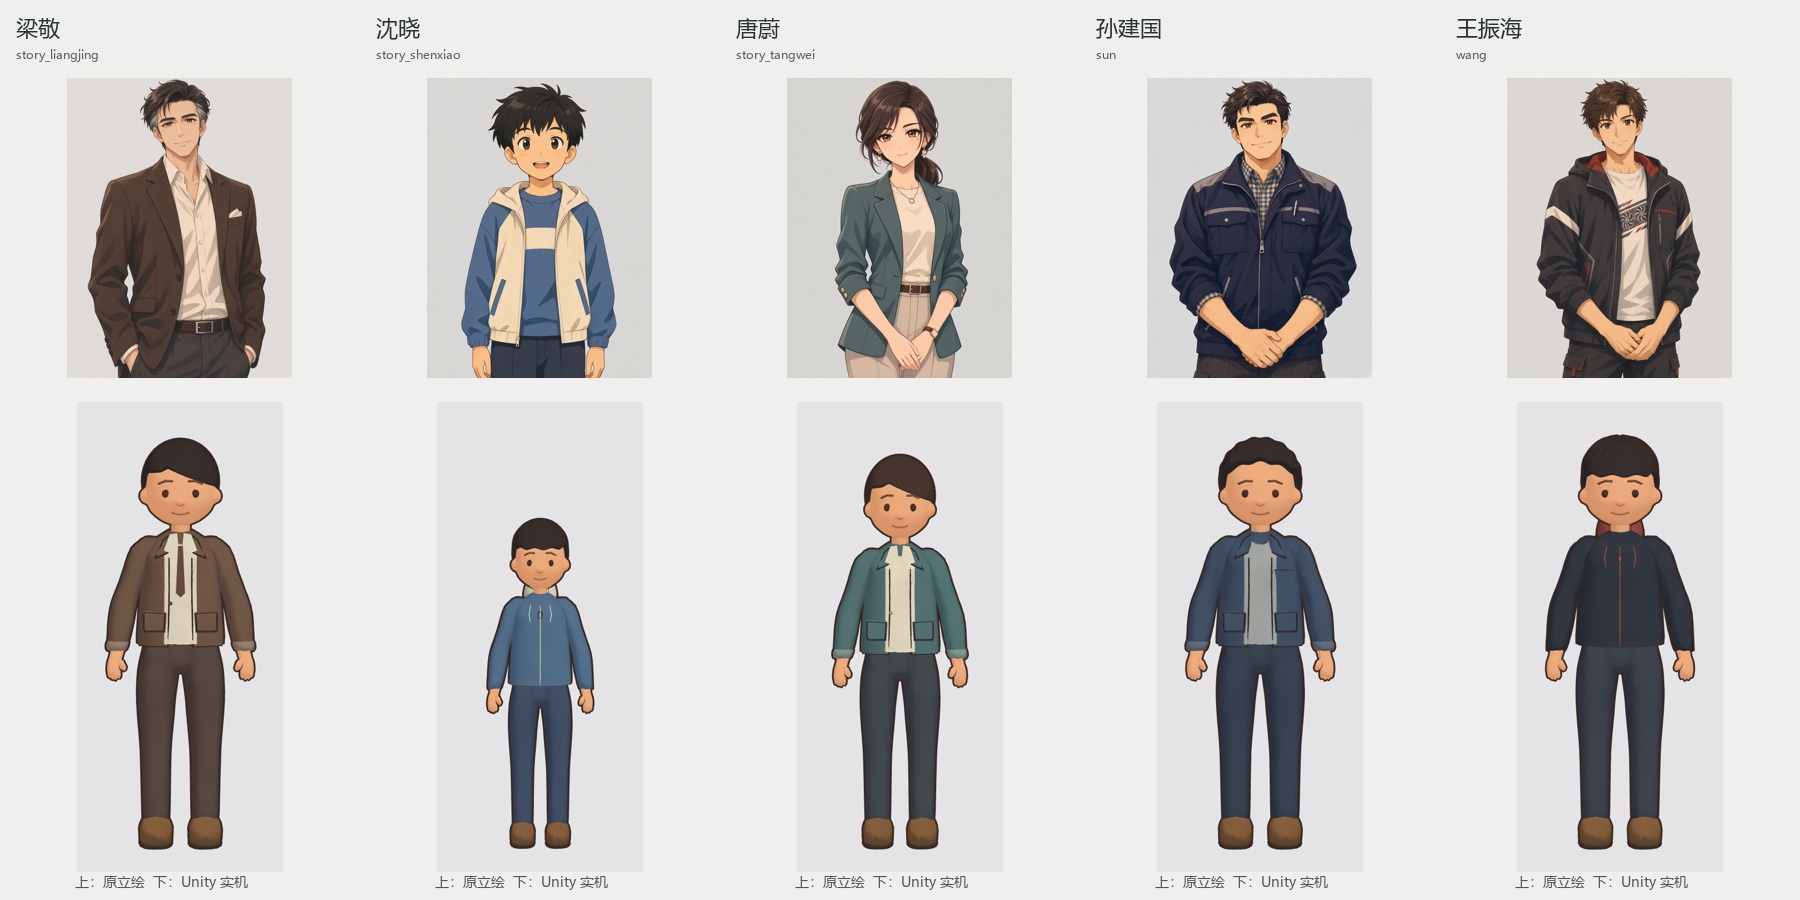 梁敬
story_liangjing
沈晓
story_shenxiao
唐蔚
story_tangwei
孙建国
sun
王振海
wang
上：原立绘 下：Unity 实机
上：原立绘 下：Unity 实机
上：原立绘 下：Unity 实机
上：原立绘 下：Unity 实机
上：原立绘 下：Unity 实机